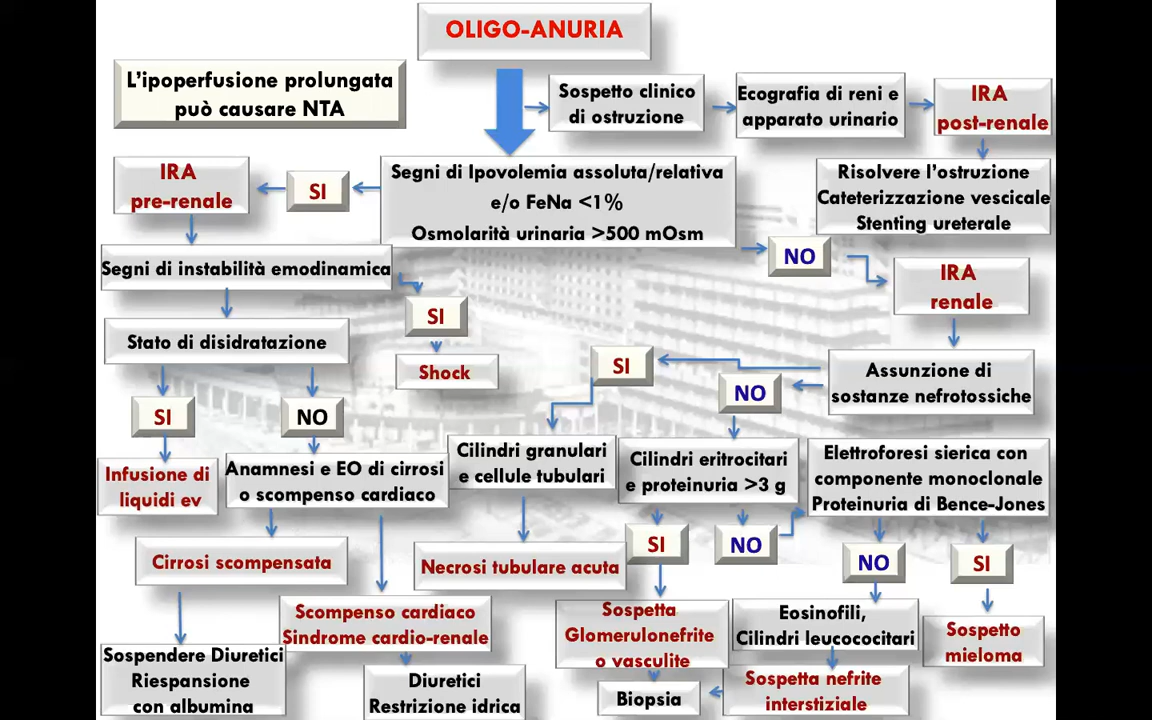 OLIGO-ANURIA
L'ipoperfusione prolungata
può causare NTA
Sospetto clinico
di ostruzione
Ecografia di reni e
apparato urinario
IRA
post-renale
Risolvere l'ostruzione
Cateterizzazione vescicale
Stenting ureterale
Segni di Ipovolemia assoluta/relativa
e/o FeNa <1%
Osmolarità urinaria >500 mOsm
SI
IRA
pre-renale
NO
IRA
renale
Segni di instabilità emodinamica
SI
Shock
Stato di disidratazione
SI
NO
Infusione di
liquidi ev
Anamnesi e EO di cirrosi
o scompenso cardiaco
Cirrosi scompensata
Scompenso cardiaco
Sindrome cardio-renale
Sospendere Diuretici
Riespansione
con albumina
Diuretici
Restrizione idrica
Assunzione di
sostanze nefrotossiche
SI
NO
Cilindri granulari
e cellule tubulari
Necrosi tubulare acuta
Cilindri eritrocitari
e proteinuria >3 g
SI
NO
Elettroforesi sierica con
componente monoclonale
Proteinuria di Bence-Jones
NO
SI
Sospetta
Glomerulonefrite
o vasculite
Eosinofili,
Cilindri leucocitari
Sospetto
mieloma
Sospetta nefrite
interstiziale
Biopsia